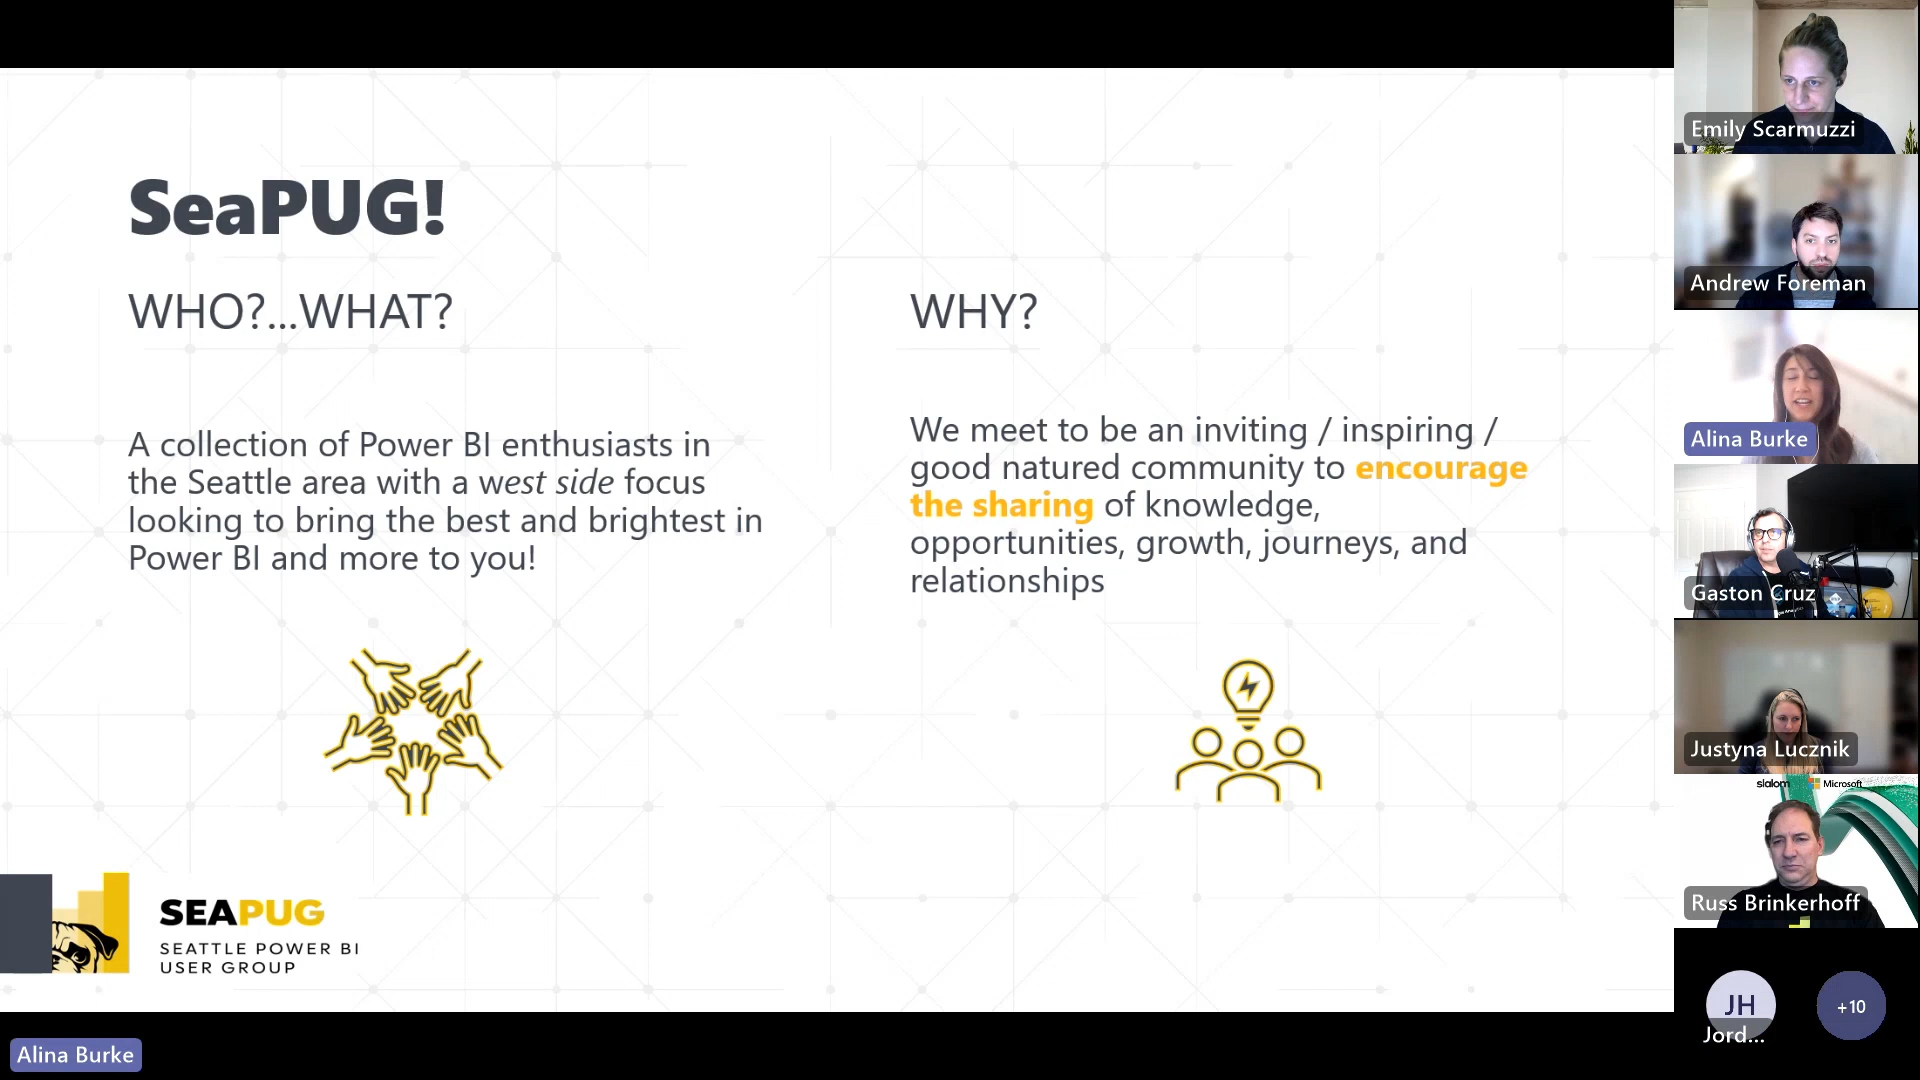 SeaPUG!
WHO?...WHAT?
A collection of Power BI enthusiasts in
the Seattle area with a west side focus
looking to bring the best and brightest in
Power BI and more to you!
WHY?
We meet to be an inviting / inspiring /
good natured community to encourage
the sharing of knowledge,
opportunities, growth, journeys, and
relationships
SEAPUG
SEATTLE POWER BI
USER GROUP
Alina Burke
Emily Scarmuzzi
Andrew Foreman
Alina Burke
Gaston Cruz
Justyna Lucznik
slalom Microsoft
Russ Brinkerhoff
JH
Jord...
+10